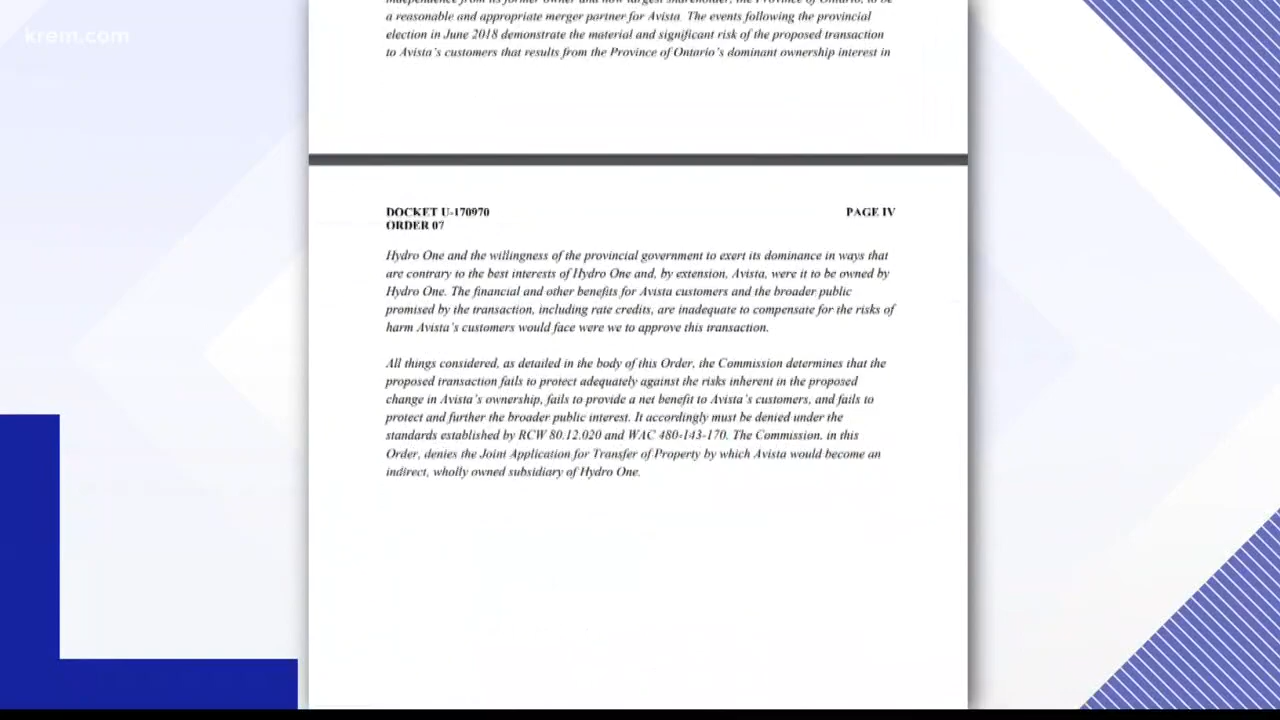 krem.com
independence from its former owner and now largest shareholder, the Province of Ontario, to be
a reasonable and appropriate merger partner for Avista. The events following the provincial
election in June 2018 demonstrate the material and significant risk of the proposed transaction
to Avista's customers that results from the Province of Ontario's dominant ownership interest in
DOCKET U-170970 PAGE IV
ORDER 07
Hydro One and the willingness of the provincial government to exert its dominance in ways that
are contrary to the best interests of Hydro One and, by extension, Avista, were it to be owned by
Hydro One. The financial and other benefits for Avista customers and the broader public
promised by the transaction, including rate credits, are inadequate to compensate for the risks of
harm Avista's customers would face were we to approve this transaction.
All things considered, as detailed in the body of this Order, the Commission determines that the
proposed transaction fails to protect adequately against the risks inherent in the proposed
change in Avista's ownership, fails to provide a net benefit to Avista's customers, and fails to
protect and further the broader public interest. It accordingly must be denied under the
standards established by RCW 80.12.020 and WAC 480-143-170. The Commission, in this
Order, denies the Joint Application for Transfer of Property by which Avista would become an
indirect, wholly owned subsidiary of Hydro One.